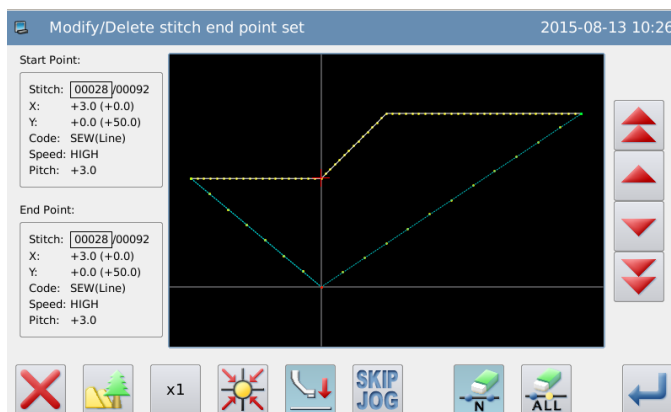 Modify/Delete stitch end point set 2015-08-13 10:26
Start Point:
Stitch: 00028/00092
X: +3.0 (+0.0)
Y: +0.0 (+50.0)
Code: SEW(Line)
Speed: HIGH
Pitch: +3.0
End Point:
Stitch: 00028/00092
X: +3.0 (+0.0)
Y: +0.0 (+50.0)
Code: SEW(Line)
Speed: HIGH
Pitch: +3.0
x1
SKIP
JOG
N
ALL